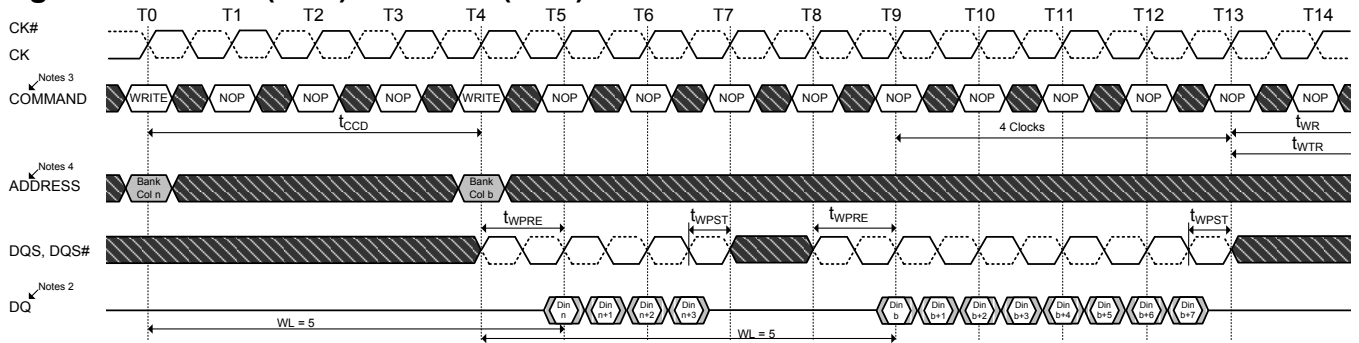 T0 T1 T2 T3 T4 T5 T6 T7 T8 T9 T10 T11 T12 T13 T14
CK#
CK
Notes 3
COMMAND WRITE NOP NOP NOP WRITE NOP NOP NOP NOP NOP NOP NOP NOP NOP NOP
tCCD 4 Clocks tWR
tWTR
Notes 4
ADDRESS Bank Col n Bank Col b
tWPRE tWPST tWPRE tWPST
DQS, DQS#
Notes 2
DQ Din n Din n+1 Din n+2 Din n+3 Din b Din b+1 Din b+2 Din b+3 Din b+4 Din b+5 Din b+6 Din b+7
WL = 5 WL = 5